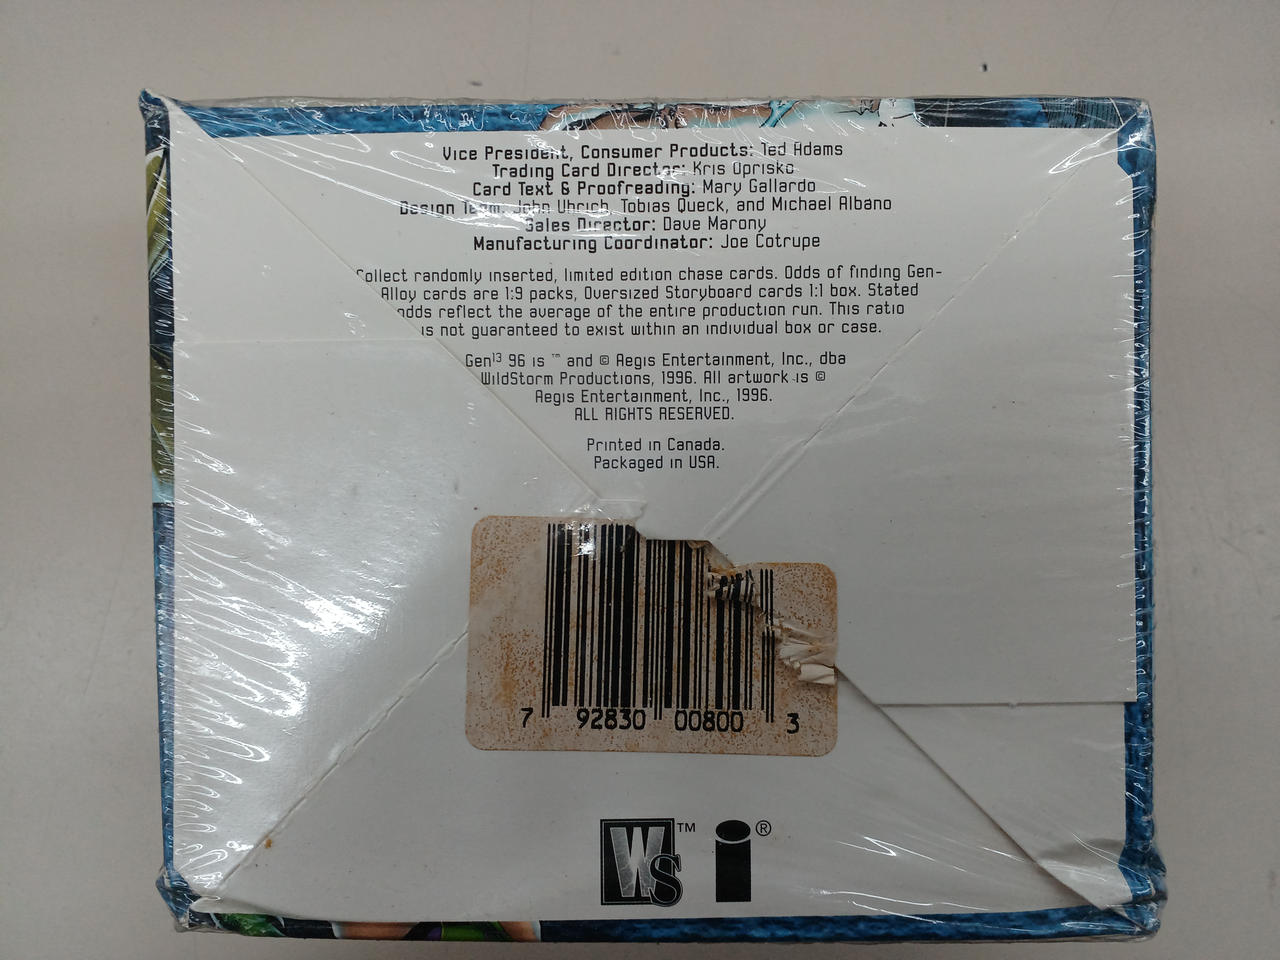 Vice President, Consumer Products: Ted Adams
Trading Card Director: Kris Oprisko
Card Text & Proofreading: Mary Gallardo
Design Team: John Uhrich, Tobias Queck, and Michael Albano
Sales Director: Dave Marony
Manufacturing Coordinator: Joe Cotrupe
Collect randomly inserted, limited edition chase cards. Odds of finding Gen-
Alloy cards are 1:9 packs, Oversized Storyboard cards 1:1 box. Stated
odds reflect the average of the entire production run. This ratio
is not guaranteed to exist within an individual box or case.
Gen¹³ 96 is ™ and © Aegis Entertainment, Inc., dba
WildStorm Productions, 1996. All artwork is ©
Aegis Entertainment, Inc., 1996.
ALL RIGHTS RESERVED.
Printed in Canada.
Packaged in USA.
7 92830 00800 3
WS™ i®